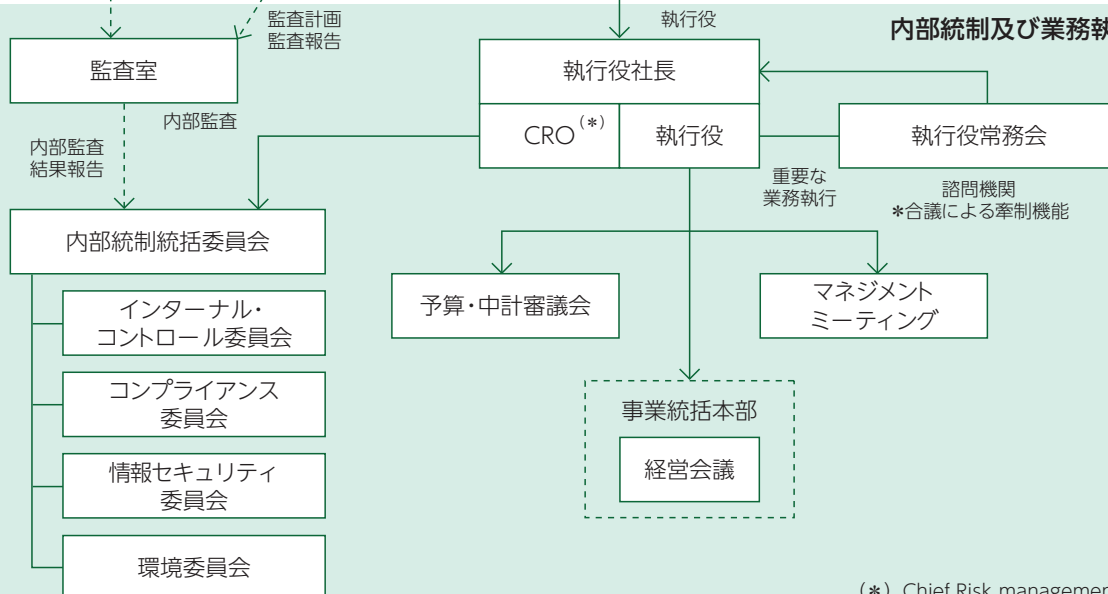 監査計画
監査報告
執行役
内部統制及び業務執
監査室
執行役社長
内部監査
CRO(*)
執行役
執行役常務会
内部監査
結果報告
重要な
業務執行
諮問機関
*合議による牽制機能
内部統制統括委員会
インターナル・
コントロール委員会
予算・中計審議会
マネジメント
ミーティング
コンプライアンス
委員会
事業統括本部
経営会議
情報セキュリティ
委員会
環境委員会
(*) Chief Risk management